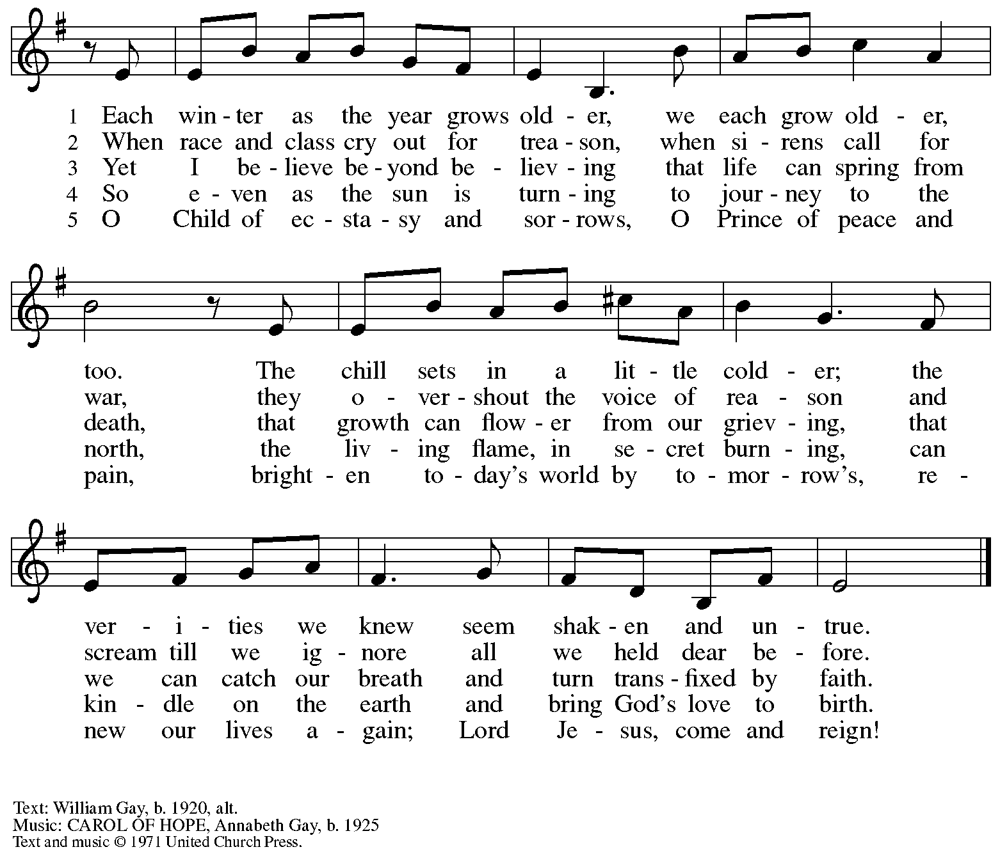 1 Each win - ter as the year grows old - er, we each grow old - er,
2 When race and class cry out for trea - son, when si - rens call for
3 Yet I be - lieve be - yond be - liev - ing that life can spring from
4 So e - ven as the sun is turn - ing to jour - ney to the
5 O Child of ec - sta - sy and sor - rows, O Prince of peace and
too. The chill sets in a lit - tle cold - er; the
war, they o - ver - shout the voice of rea - son and
death, that growth can flow - er from our griev - ing, that
north, the liv - ing flame, in se - cret burn - ing, can
pain, bright - en to - day's world by to - mor - row's, re -
ver - i - ties we knew seem shak - en and un - true.
scream till we ig - nore all we held dear be - fore.
we can catch our breath and turn trans - fixed by faith.
kin - dle on the earth and bring God's love to birth.
new our lives a - gain; Lord Je - sus, come and reign!
Text: William Gay, b. 1920, alt.
Music: CAROL OF HOPE, Annabeth Gay, b. 1925
Text and music © 1971 United Church Press.